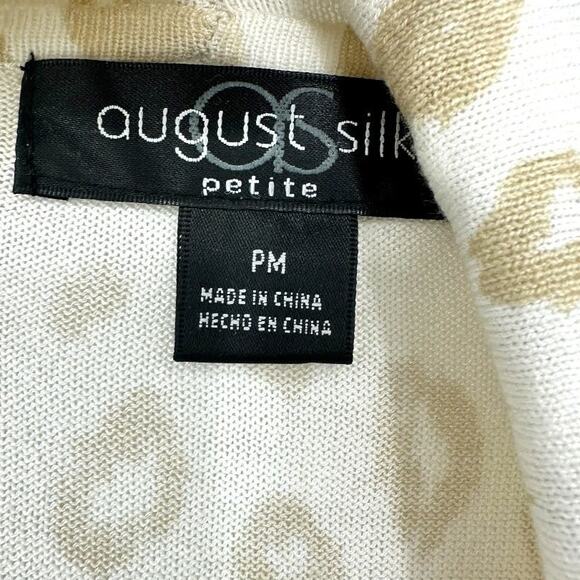 august silk
petite
PM
MADE IN CHINA
HECHO EN CHINA